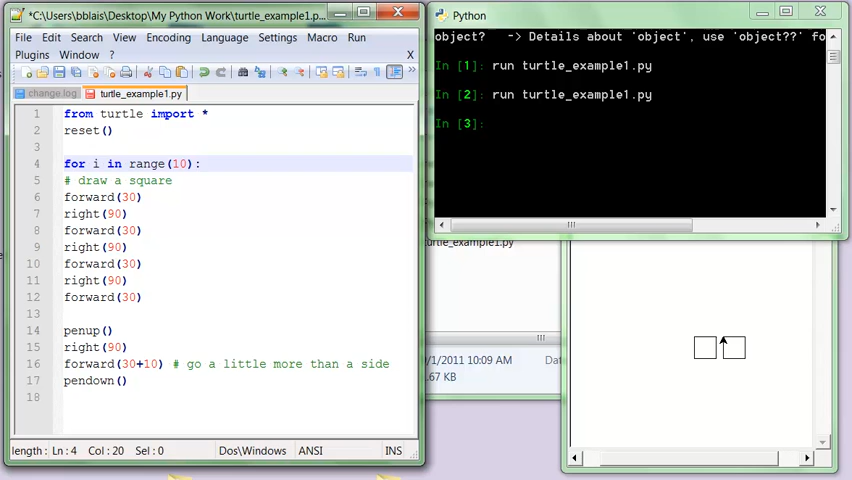 *C:\Users\bblais\Desktop\My Python Work\turtle_example1.p...
File Edit Search View Encoding Language Settings Macro Run
Plugins Window ? X
change.log turtle_example1.py
1 from turtle import *
2 reset()
3
4 for i in range(10):
5 # draw a square
6 forward(30)
7 right(90)
8 forward(30)
9 right(90)
10 forward(30)
11 right(90)
12 forward(30)
13
14 penup()
15 right(90)
16 forward(30+10) # go a little more than a side
17 pendown()
18
length : Ln : 4 Col : 20 Sel : 0 Dos\Windows ANSI INS
Python
object? -> Details about 'object', use 'object??' fo
In [1]: run turtle_example1.py
In [2]: run turtle_example1.py
In [3]:
turtle_example1.py
/1/2011 10:09 AM Dat
.67 KB